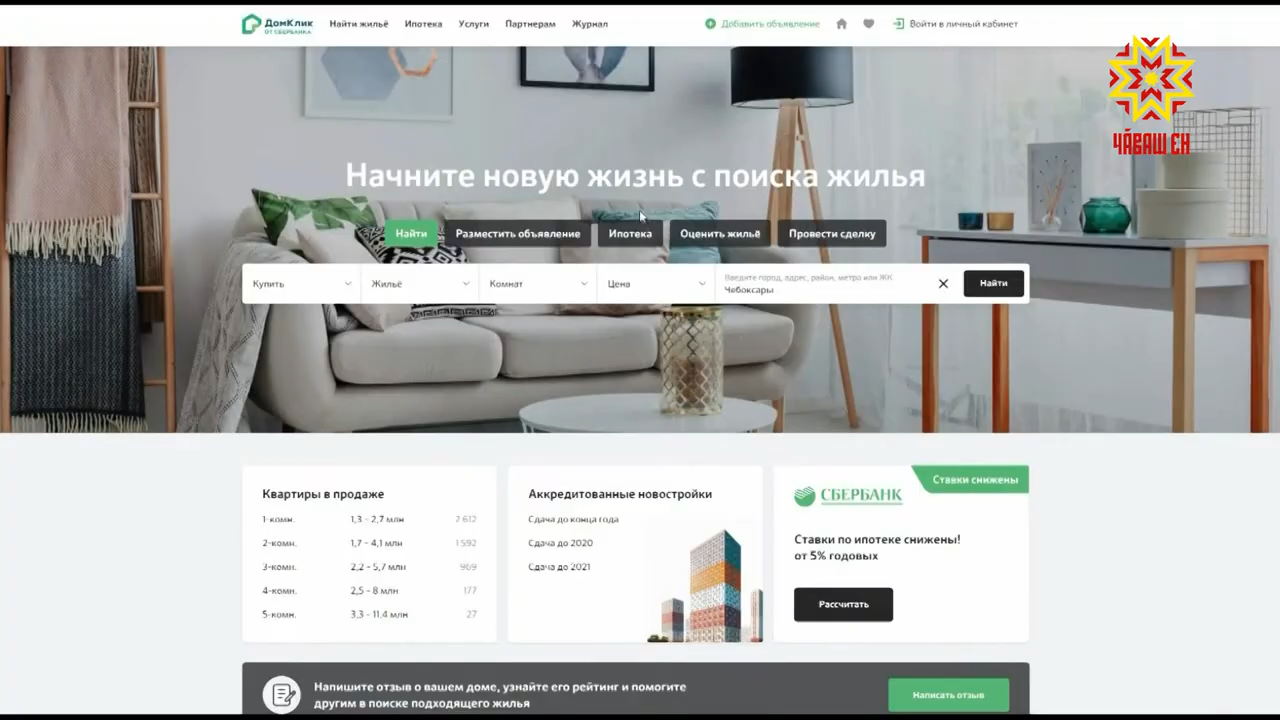 ДомКлик
ОТ СБЕРБАНКА
Найти жильё
Ипотека
Услуги
Партнерам
Журнал
Добавить объявление
Войти в личный кабинет
ЧӐВАШ ЕН
Начните новую жизнь с поиска жилья
Найти
Разместить объявление
Ипотека
Оценить жильё
Провести сделку
Купить
Жильё
Комнат
Цена
Введите город, адрес, район, метро или ЖК
Чебоксары
Найти
Квартиры в продаже
1-комн. 1,3 - 2,7 млн 2 612
2-комн. 1,7 - 4,1 млн 1 592
3-комн. 2,2 - 5,7 млн 969
4-комн. 2,5 - 8 млн 177
5-комн. 3,3 - 11,4 млн 27
Аккредитованные новостройки
Сдача до конца года
Сдача до 2020
Сдача до 2021
Ставки снижены
СБЕРБАНК
Ставки по ипотеке снижены!
от 5% годовых
Рассчитать
Напишите отзыв о вашем доме, узнайте его рейтинг и помогите
другим в поиске подходящего жилья
Написать отзыв